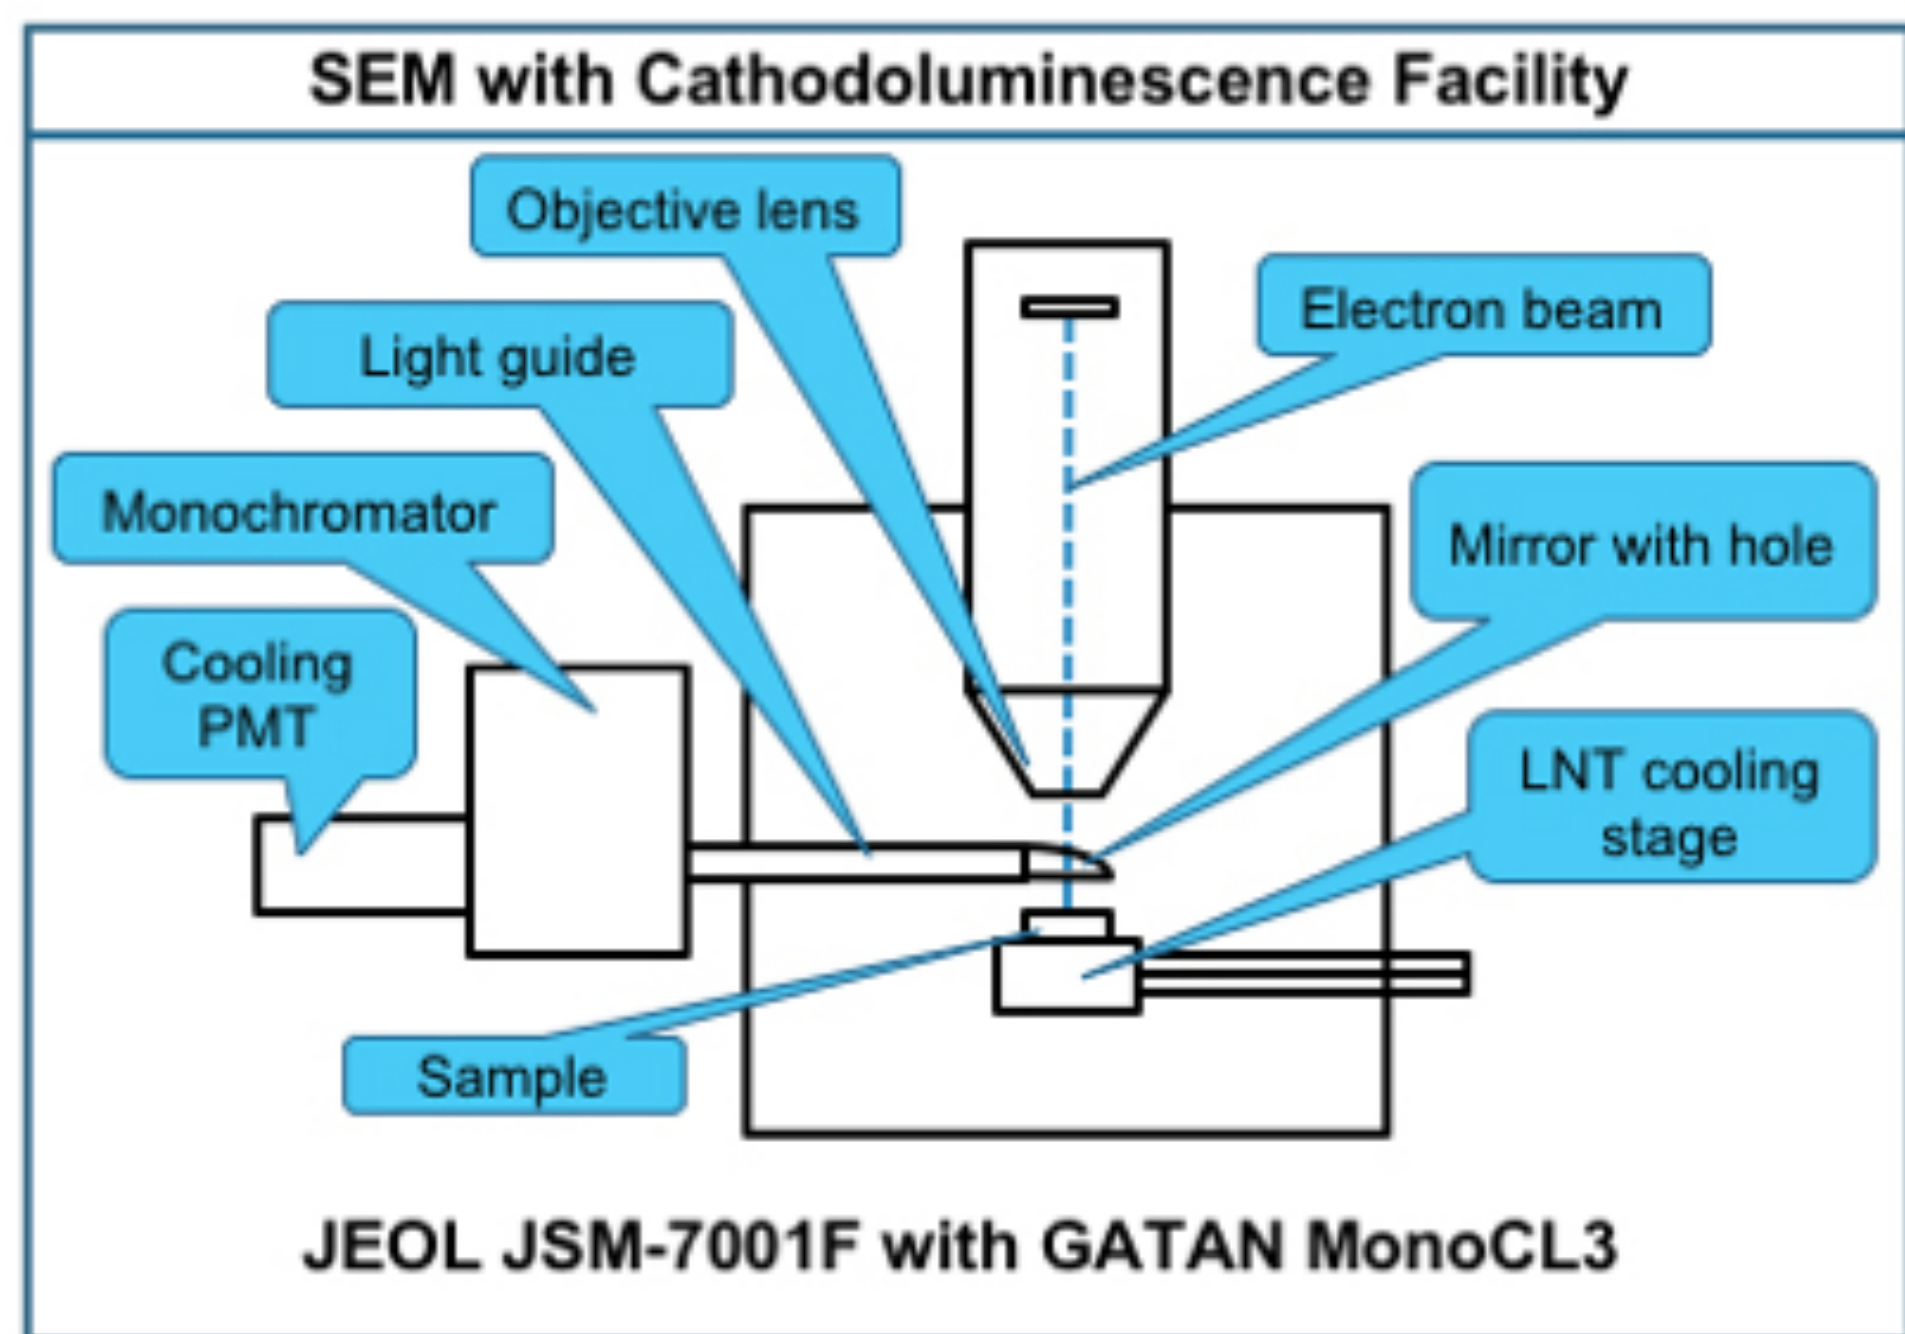 SEM with Cathodoluminescence Facility
Objective lens
Electron beam
Light guide
Monochromator
Mirror with hole
Cooling
PMT
LNT cooling
stage
Sample
JEOL JSM-7001F with GATAN MonoCL3